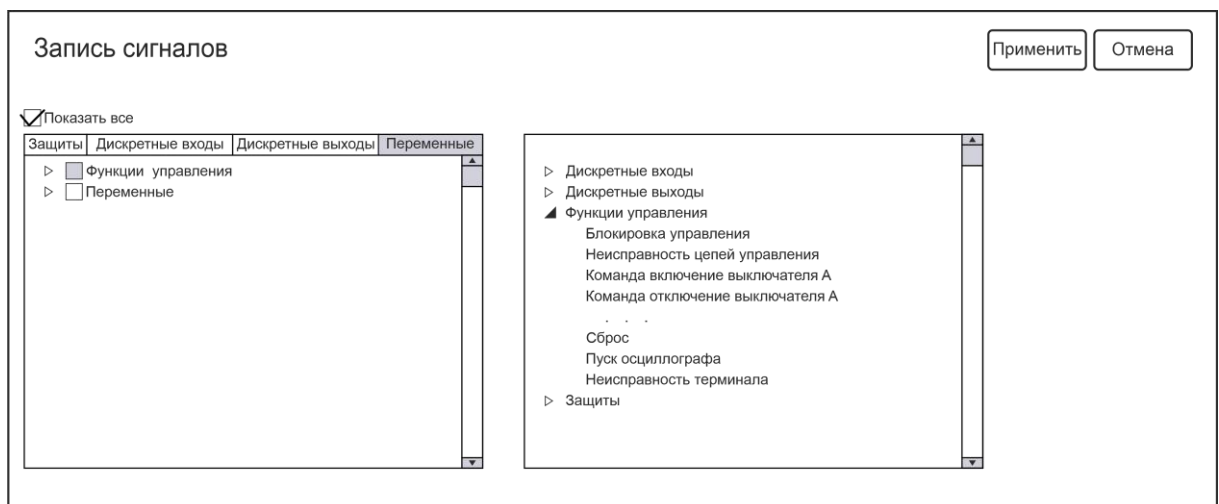 Запись сигналов
Применить
Отмена
Показать все
Защиты Дискретные входы Дискретные выходы Переменные
Функции управления
Переменные
Дискретные входы
Дискретные выходы
Функции управления
Блокировка управления
Неисправность цепей управления
Команда включение выключателя А
Команда отключение выключателя А
. . .
Сброс
Пуск осциллографа
Неисправность терминала
Защиты